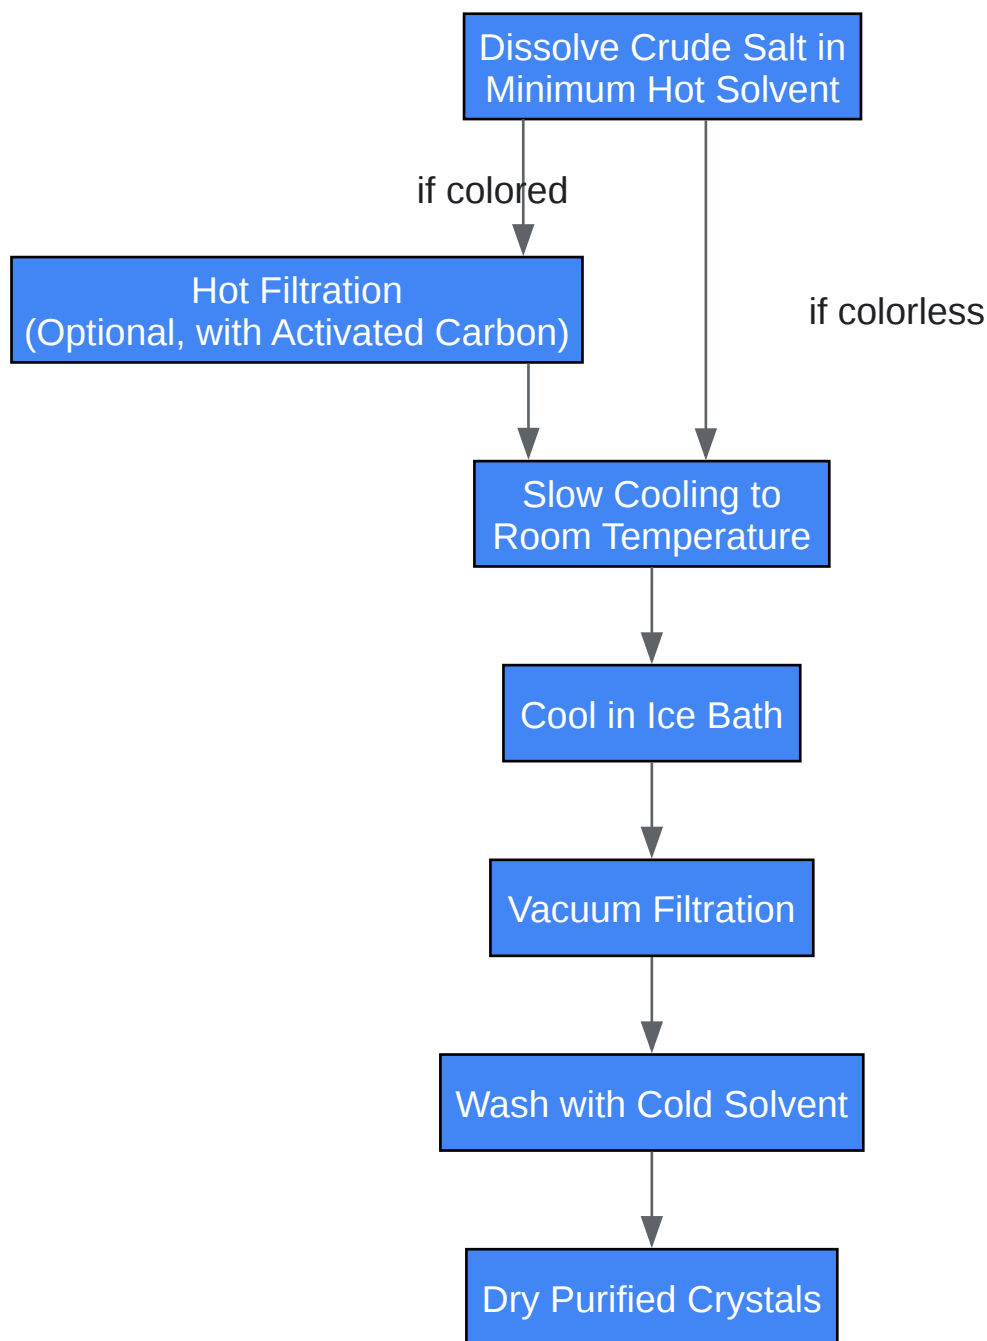 Dissolve Crude Salt in
Minimum Hot Solvent
if colored
Hot Filtration
(Optional, with Activated Carbon)
if colorless
Slow Cooling to
Room Temperature
Cool in Ice Bath
Vacuum Filtration
Wash with Cold Solvent
Dry Purified Crystals